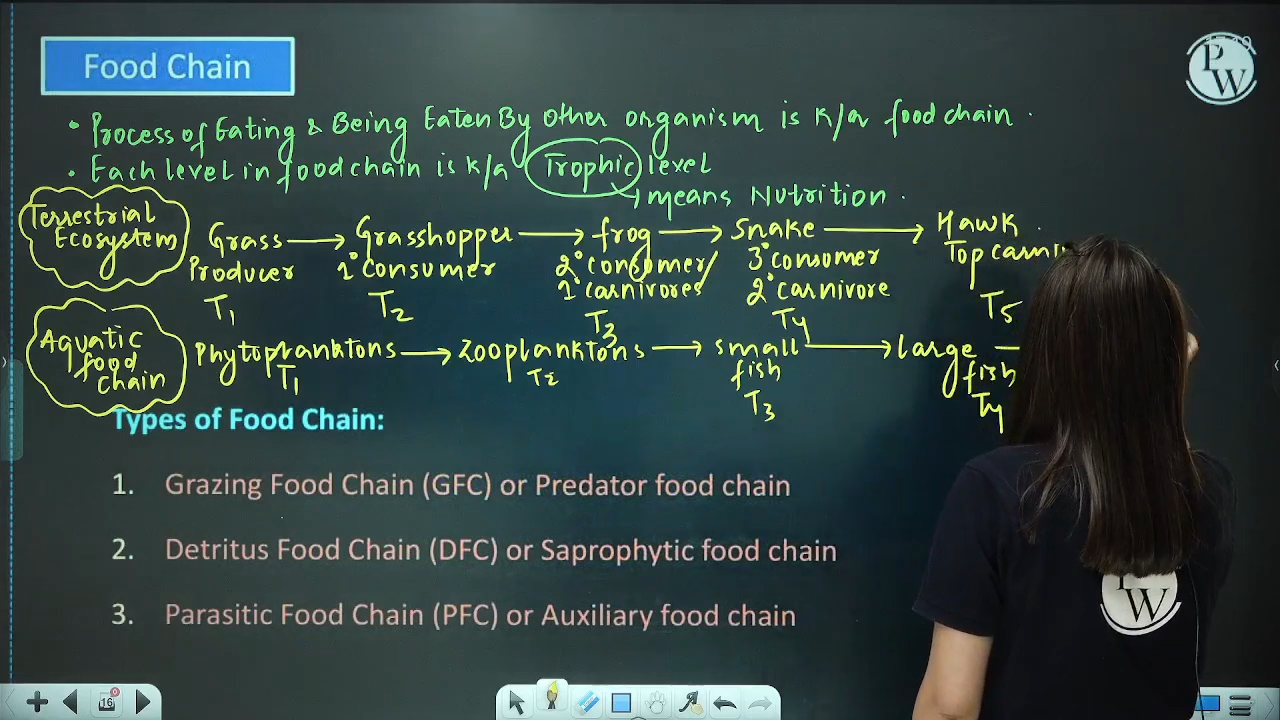 Food Chain
PW
• Process of Eating & Being Eaten By Other organism is k/a food chain.
• Each level in food chain is k/a Trophic level
↳ means Nutrition.
Terrestrial Ecosystem
Grass → Grasshopper → frog → Snake → Hawk
Producer 1° Consumer 2° Consumer/ 3° Consumer Top
1° Carnivores 2° Carnivore
T1 T2 T3 T4 T5
Aquatic food chain
Phytoplanktons → Zooplanktons → Small fish → large fish
T1 T2 T3 T4
Types of Food Chain:
1. Grazing Food Chain (GFC) or Predator food chain
2. Detritus Food Chain (DFC) or Saprophytic food chain
3. Parasitic Food Chain (PFC) or Auxiliary food chain
PW
16